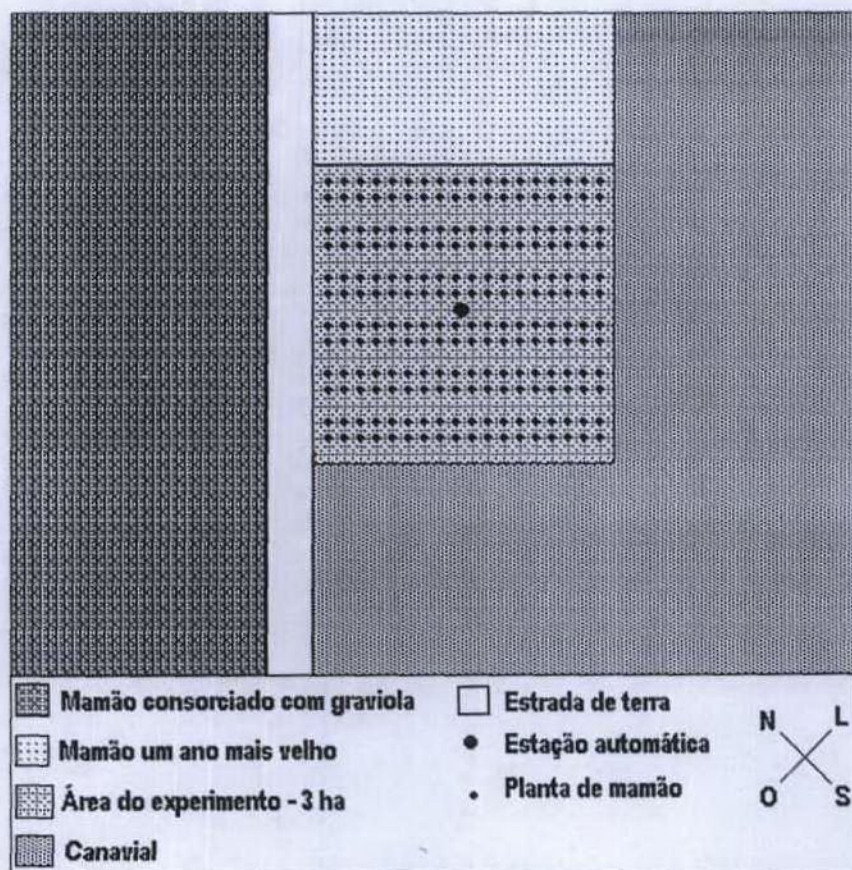 Mamão consorciado com graviola
Mamão um ano mais velho
Área do experimento - 3 ha
Canavial
Estrada de terra
Estação automática
Planta de mamão
N L
O S